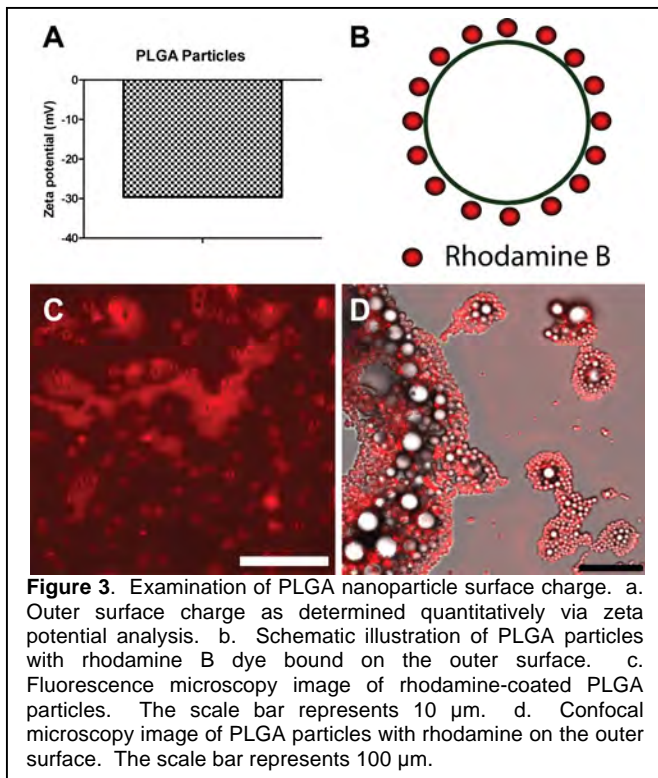 A
PLGA Particles
Zeta potential (mV)
0
-10
-20
-30
-40
B
Rhodamine B
C
D
Figure 3. Examination of PLGA nanoparticle surface charge. a.
Outer surface charge as determined quantitatively via zeta
potential analysis. b. Schematic illustration of PLGA particles
with rhodamine B dye bound on the outer surface. c.
Fluorescence microscopy image of rhodamine-coated PLGA
particles. The scale bar represents 10 µm. d. Confocal
microscopy image of PLGA particles with rhodamine on the outer
surface. The scale bar represents 100 µm.